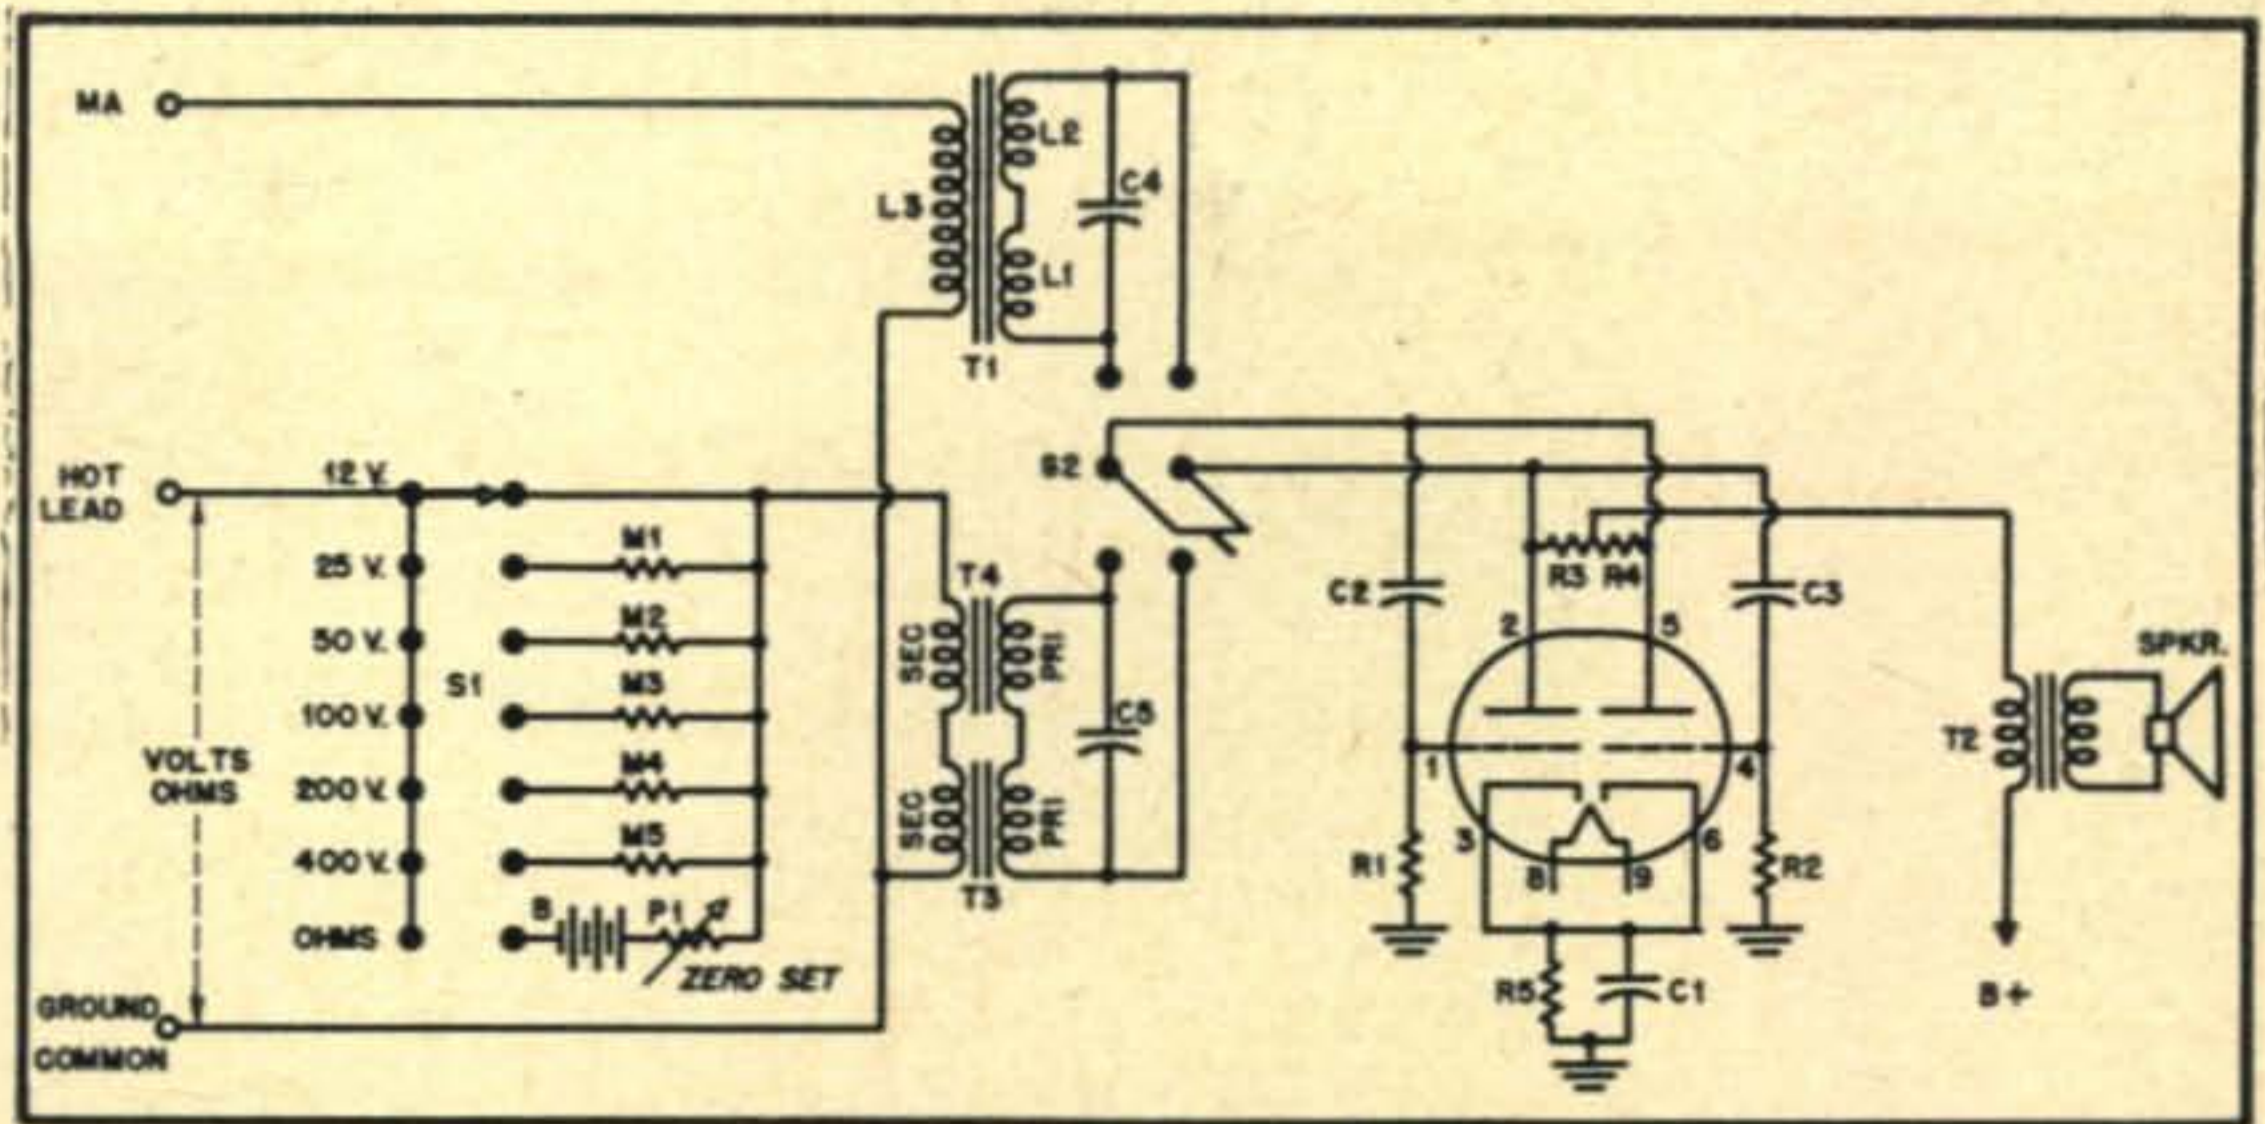 MA
L2
C4
L3
L1
T1
HOT
LEAD
12 V.
S2
25 V.
M1
T4
R3 R4
C2
C3
50 V.
M2
SEC
PRI
2
5
SPKR.
S1
100 V.
M3
C5
VOLTS
OHMS
1
4
T2
200 V.
M4
SEC
PRI
400 V.
M5
3
6
R1
R2
8
9
T3
OHMS
B
P1
ZERO SET
R5
C1
B+
GROUND
COMMON